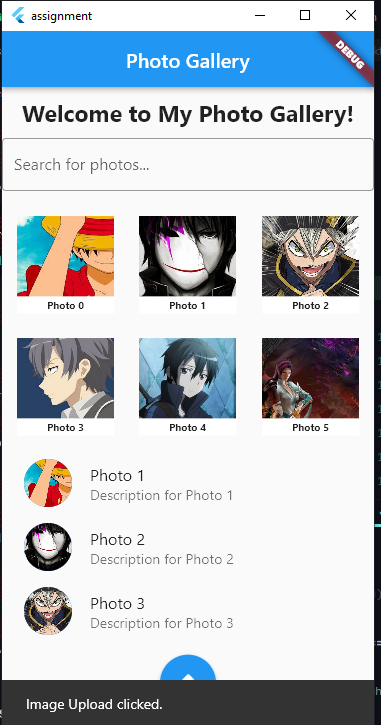 assignment
Photo Gallery
DEBUG
Welcome to My Photo Gallery!
Search for photos...
Photo 0
Photo 1
Photo 2
Photo 3
Photo 4
Photo 5
Photo 1
Description for Photo 1
Photo 2
Description for Photo 2
Photo 3
Description for Photo 3
Image Upload clicked.